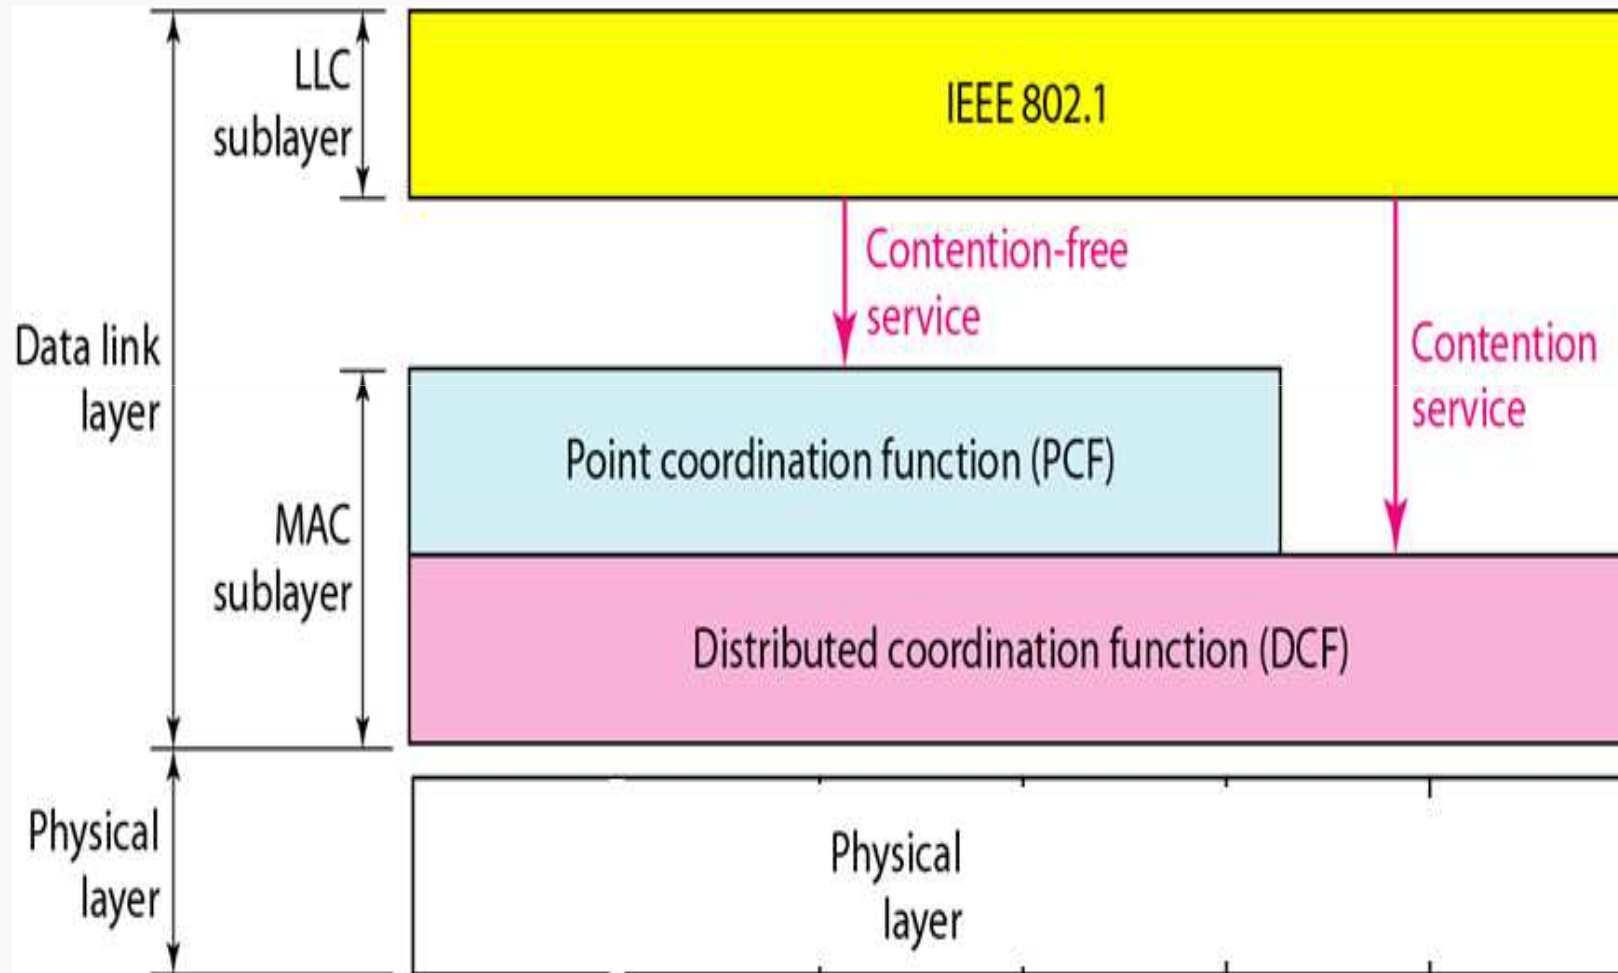 LLC
sublayer
IEEE 802.1
Contention-free
service
Contention
service
Data link
layer
Point coordination function (PCF)
MAC
sublayer
Distributed coordination function (DCF)
Physical
layer
Physical
layer